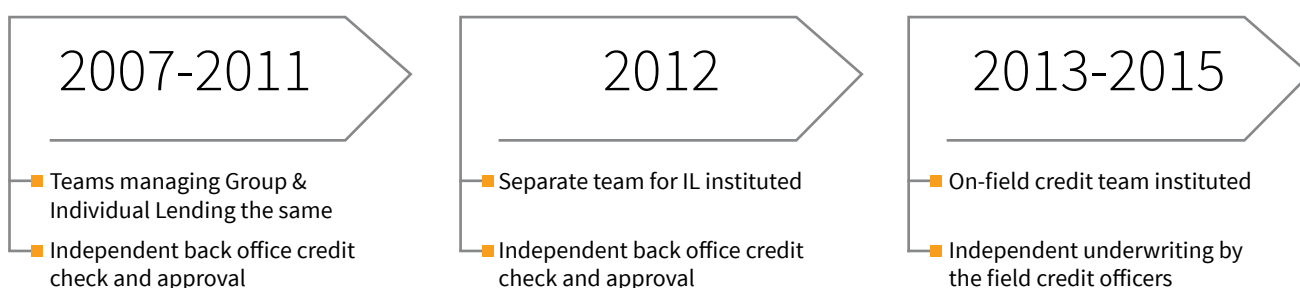 2007-2011
Teams managing Group &
Individual Lending the same
Independent back office credit
check and approval
2012
Separate team for IL instituted
Independent back office credit
check and approval
2013-2015
On-field credit team instituted
Independent underwriting by
the field credit officers